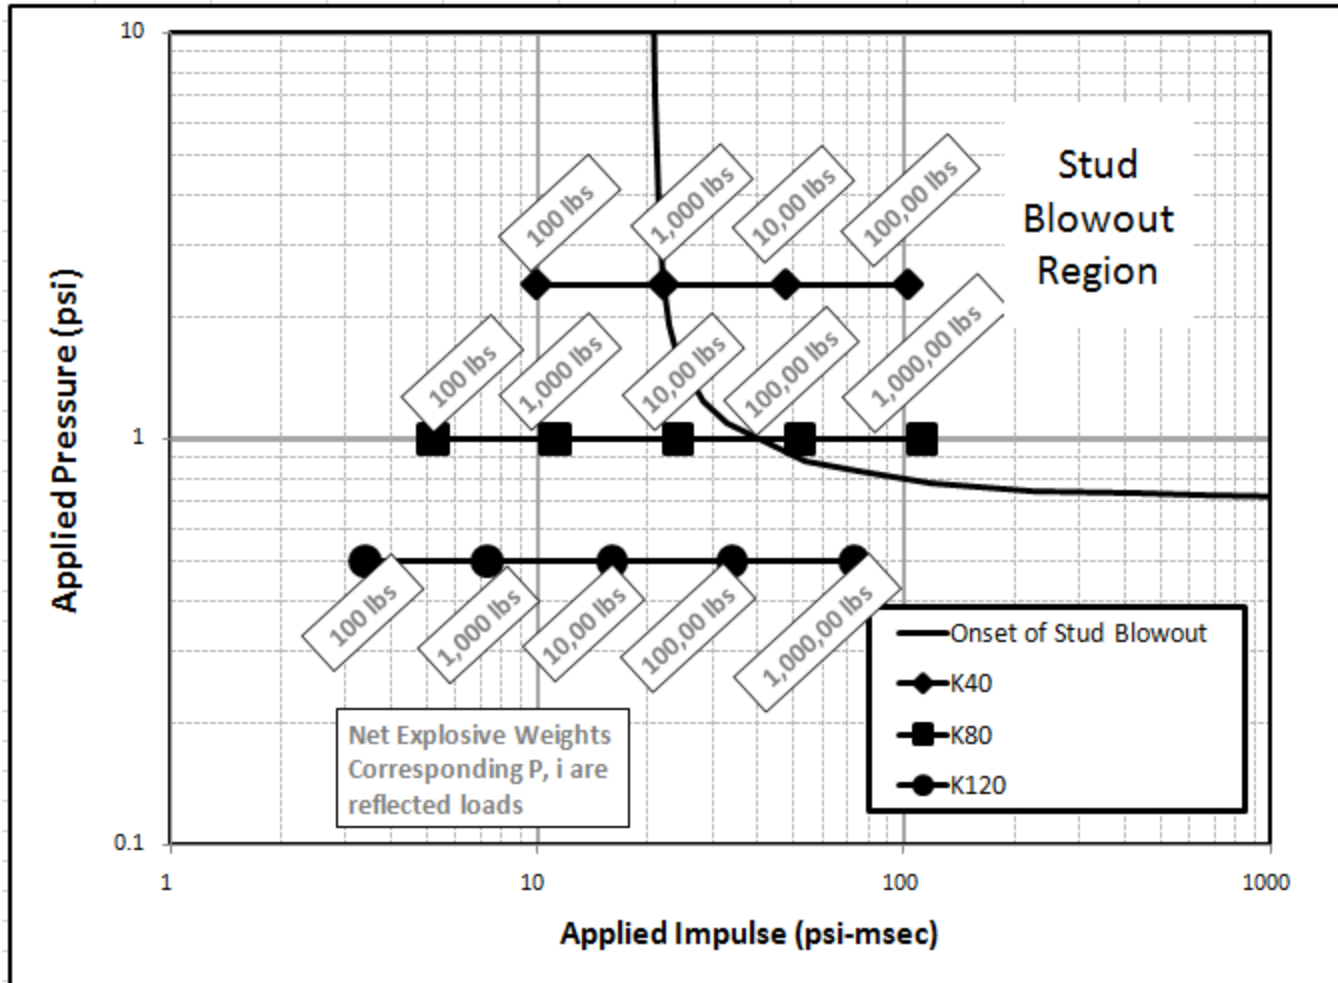 10
Stud
Blowout
Region
100 lbs
1,000 lbs
10,00 lbs
100,00 lbs
100 lbs
1,000 lbs
10,00 lbs
100,00 lbs
1,000,00 lbs
1
100 lbs
1,000 lbs
10,00 lbs
100,00 lbs
1,000,00 lbs
Applied Pressure (psi)
Onset of Stud Blowout
K40
K80
K120
Net Explosive Weights
Corresponding P, i are
reflected loads
0.1
1
10
100
1000
Applied Impulse (psi-msec)